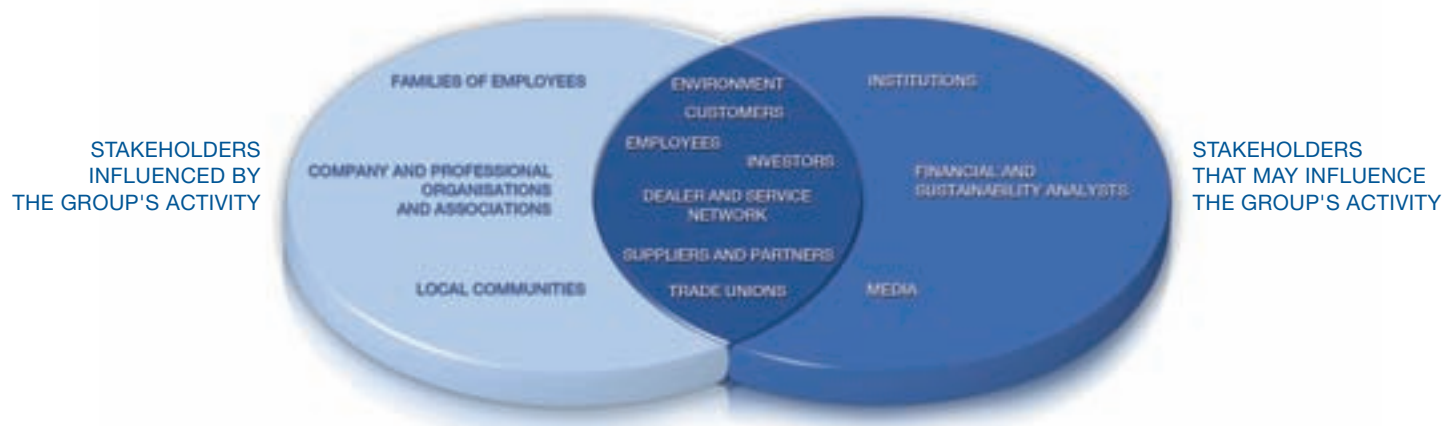 STAKEHOLDERS
INFLUENCED BY
THE GROUP'S ACTIVITY
FAMILIES OF EMPLOYEES
COMPANY AND PROFESSIONAL
ORGANISATIONS
AND ASSOCIATIONS
LOCAL COMMUNITIES
ENVIRONMENT
CUSTOMERS
EMPLOYEES
INVESTORS
DEALER AND SERVICE
NETWORK
SUPPLIERS AND PARTNERS
TRADE UNIONS
INSTITUTIONS
FINANCIAL AND
SUSTAINABILITY ANALYSTS
MEDIA
STAKEHOLDERS
THAT MAY INFLUENCE
THE GROUP'S ACTIVITY